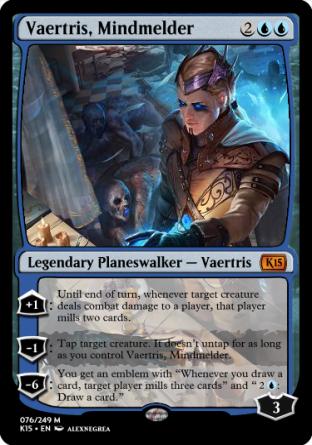 Vaertris, Mindmelder 2
Legendary Planeswalker — Vaertris K15
+1 : Until end of turn, whenever target creature
deals combat damage to a player, that player
mills two cards.
-1 : Tap target creature. It doesn't untap for as long
as you control Vaertris, Mindmelder.
-6 : You get an emblem with "Whenever you draw a
card, target player mills three cards" and " 2 :
Draw a card."
3
076/249 M
K15 • EN ALEXNEGREA